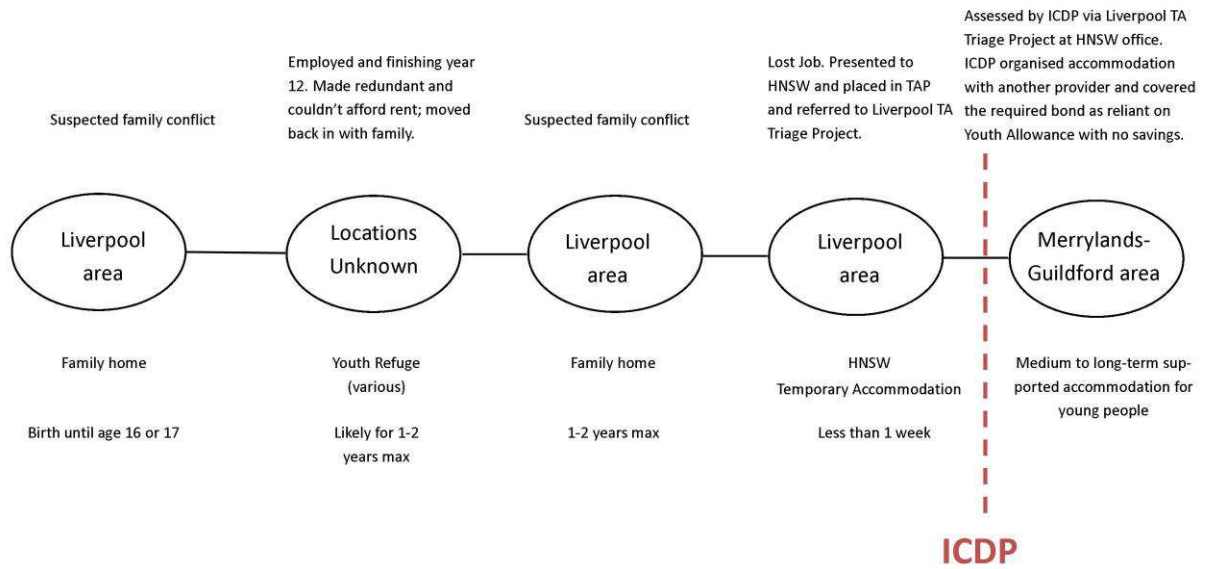 Suspected family conflict
Employed and finishing year
12. Made redundant and
couldn’t afford rent; moved
back in with family.
Suspected family conflict
Lost Job. Presented to
HNSW and placed in TAP
and referred to Liverpool TA
Triage Project.
Assessed by ICDP via Liverpool TA
Triage Project at HNSW office.
ICDP organised accommodation
with another provider and covered
the required bond as reliant on
Youth Allowance with no savings.
Liverpool
area
Locations
Unknown
Liverpool
area
Liverpool
area
Merrylands-
Guildford area
Family home
Birth until age 16 or 17
Youth Refuge
(various)
Likely for 1-2
years max
Family home
1-2 years max
HNSW
Temporary Accommodation
Less than 1 week
Medium to long-term sup-
ported accommodation for
young people
ICDP